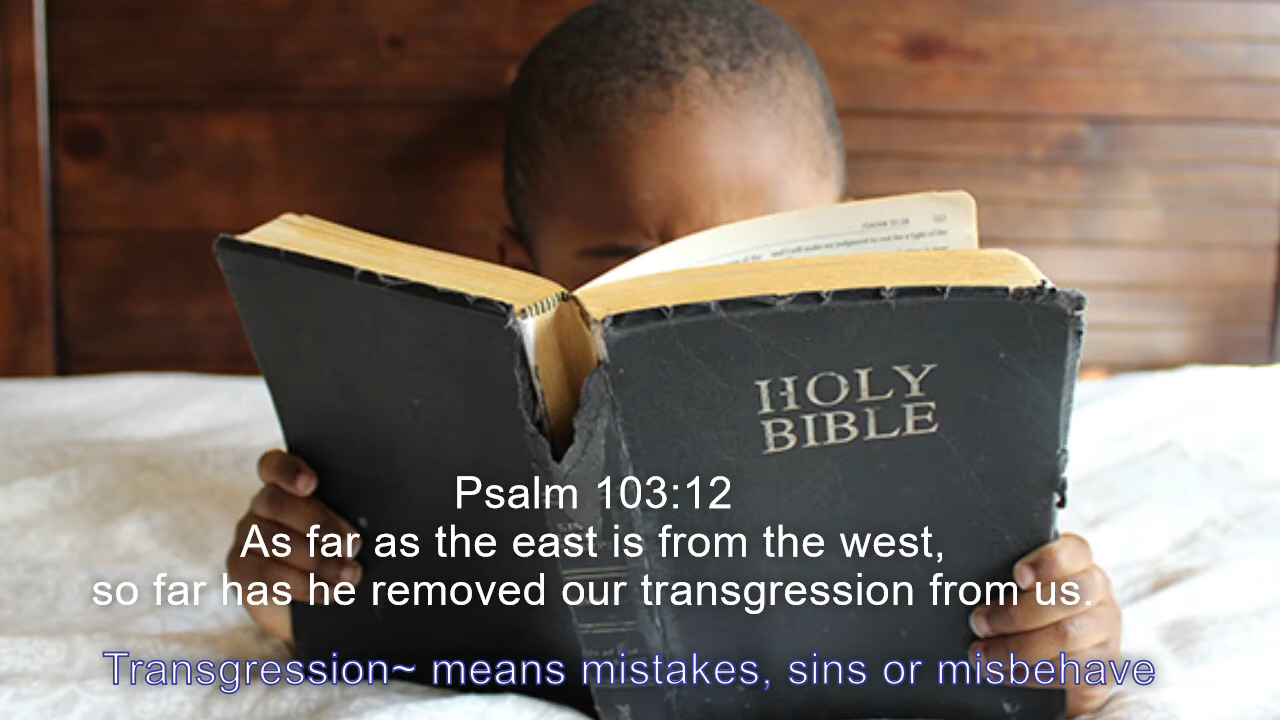 HOLY
BIBLE
Psalm 103:12
As far as the east is from the west,
so far has he removed our transgression from us.
Transgression~ means mistakes, sins or misbehave